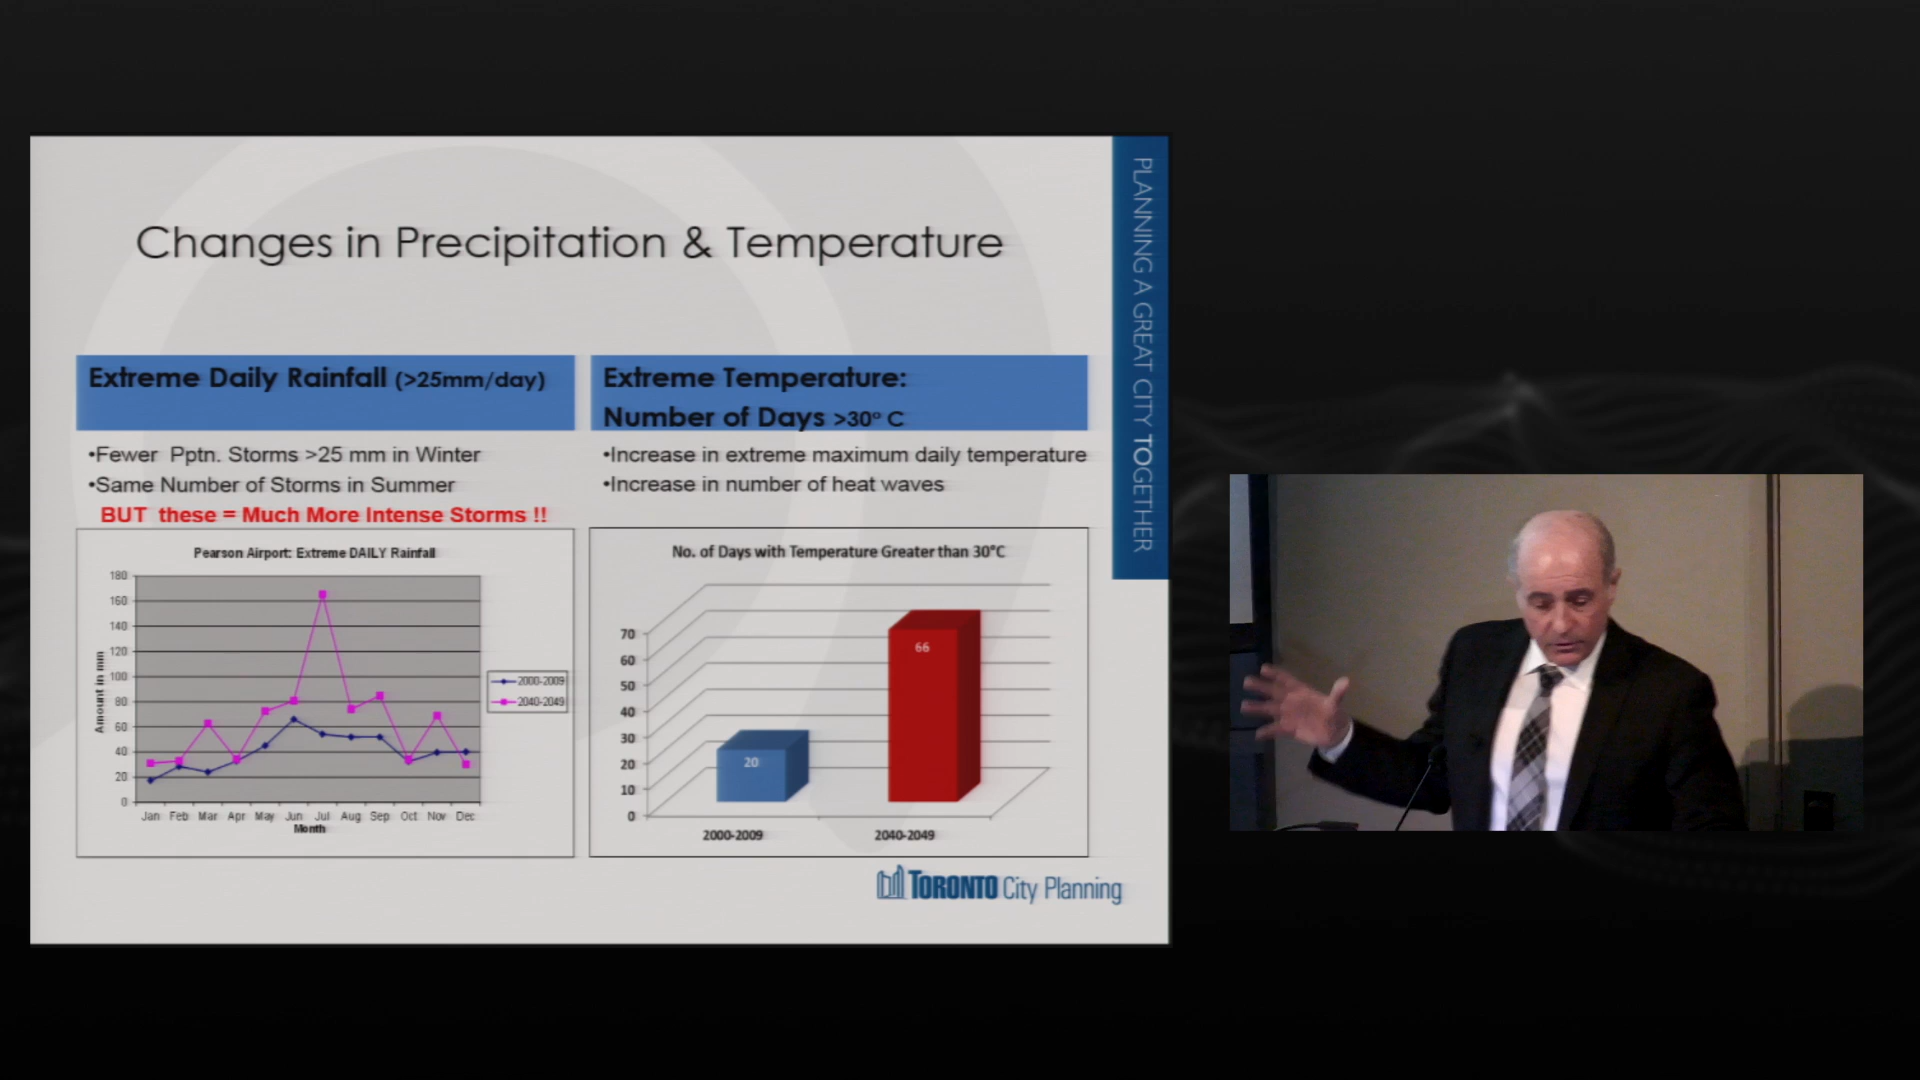 Changes in Precipitation & Temperature
PLANNING A GREAT CITY TOGETHER
Extreme Daily Rainfall (>25mm/day)
•Fewer Pptn. Storms >25 mm in Winter
•Same Number of Storms in Summer
BUT these = Much More Intense Storms !!
Pearson Airport: Extreme DAILY Rainfall
180
160
140
120
100
80
60
40
20
0
Amount in mm
Jan Feb Mar Apr May Jun Jul Aug Sep Oct Nov Dec
Month
2000-2009
2040-2049
Extreme Temperature:
Number of Days >30° C
•Increase in extreme maximum daily temperature
•Increase in number of heat waves
No. of Days with Temperature Greater than 30°C
70
60
50
40
30
20
10
0
20
66
2000-2009
2040-2049
TORONTO City Planning